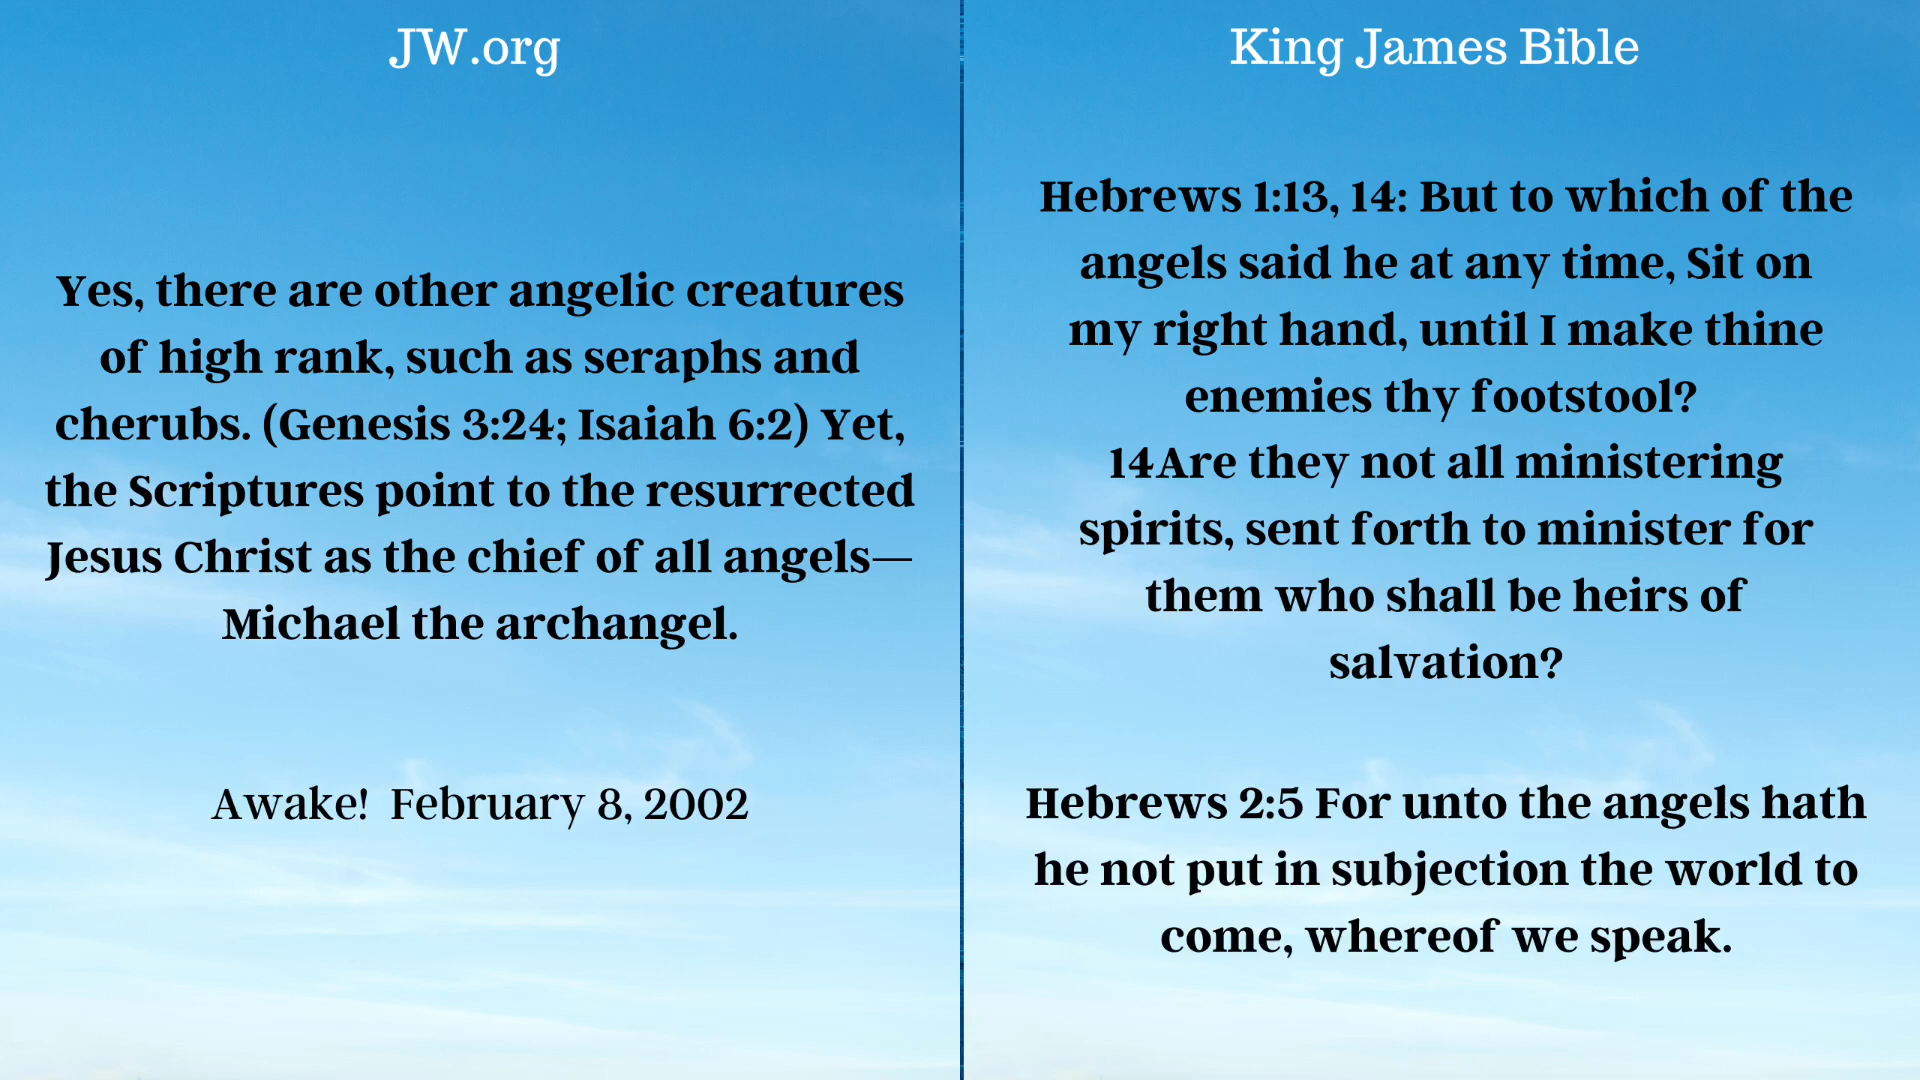 JW.org
Yes, there are other angelic creatures
of high rank, such as seraphs and
cherubs. (Genesis 3:24; Isaiah 6:2) Yet,
the Scriptures point to the resurrected
Jesus Christ as the chief of all angels—
Michael the archangel.
Awake!  February 8, 2002
King James Bible
Hebrews 1:13, 14: But to which of the
angels said he at any time, Sit on
my right hand, until I make thine
enemies thy footstool?
14Are they not all ministering
spirits, sent forth to minister for
them who shall be heirs of
salvation?
Hebrews 2:5 For unto the angels hath
he not put in subjection the world to
come, whereof we speak.